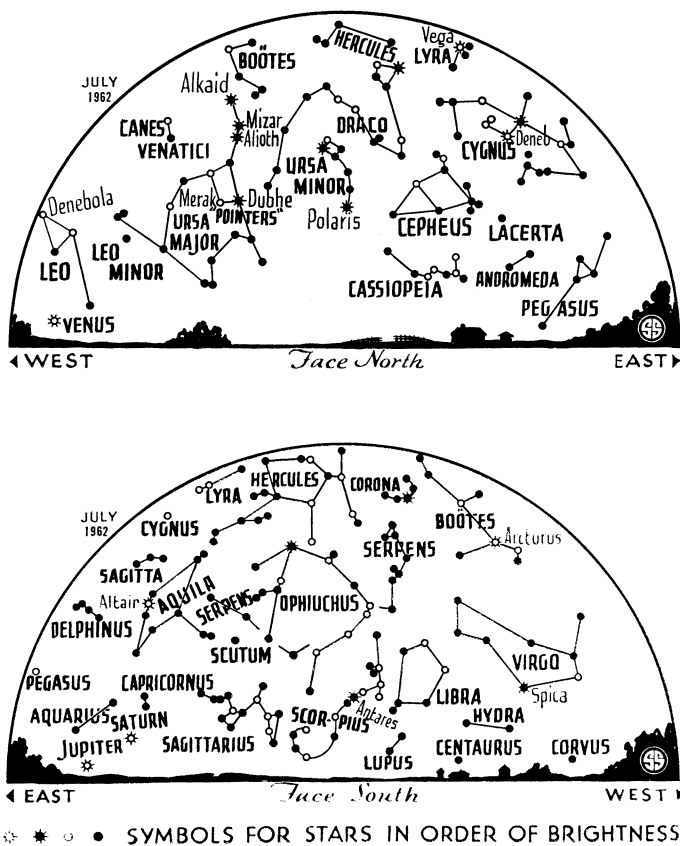 Vega
HERCULES
LYRA
BOÖTES
JULY
1962
Alkaid
CANES
VENATICI
Mizar
Alioth
DRACO
CYGNUS
Deneb
URSA
MINOR
Denebola
Merak
Dubhe
"POINTERS"
URSA
MAJOR
Polaris
CEPHEUS
LACERTA
LEO
LEO
MINOR
CASSIOPEIA
ANDROMEDA
PEGASUS
VENUS
WEST
Face North
EAST
HERCULES
CORONA
LYRA
BOÖTES
JULY
1962
CYGNUS
Arcturus
SERPENS
SAGITTA
Altair
AQUILA
SERPENS
OPHIUCHUS
DELPHINUS
SCUTUM
VIRGO
PEGASUS
CAPRICORNUS
LIBRA
Spica
AQUARIUS
SATURN
SCORPIUS
Antares
HYDRA
JUPITER
SAGITTARIUS
LUPUS
CENTAURUS
CORVUS
EAST
Face South
WEST
SYMBOLS FOR STARS IN ORDER OF BRIGHTNESS